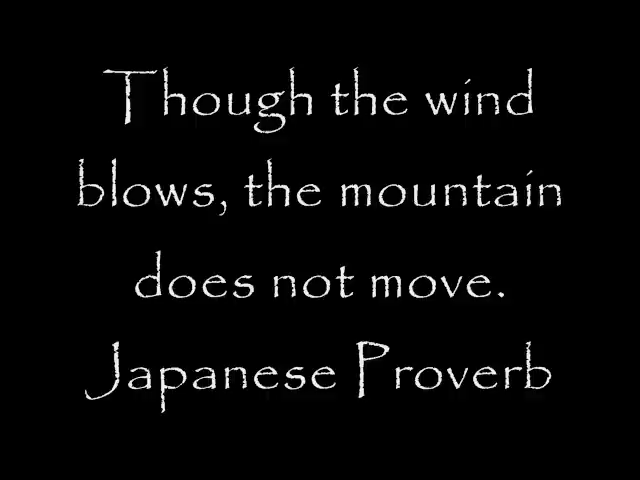 Though the wind
blows, the mountain
does not move.
Japanese Proverb